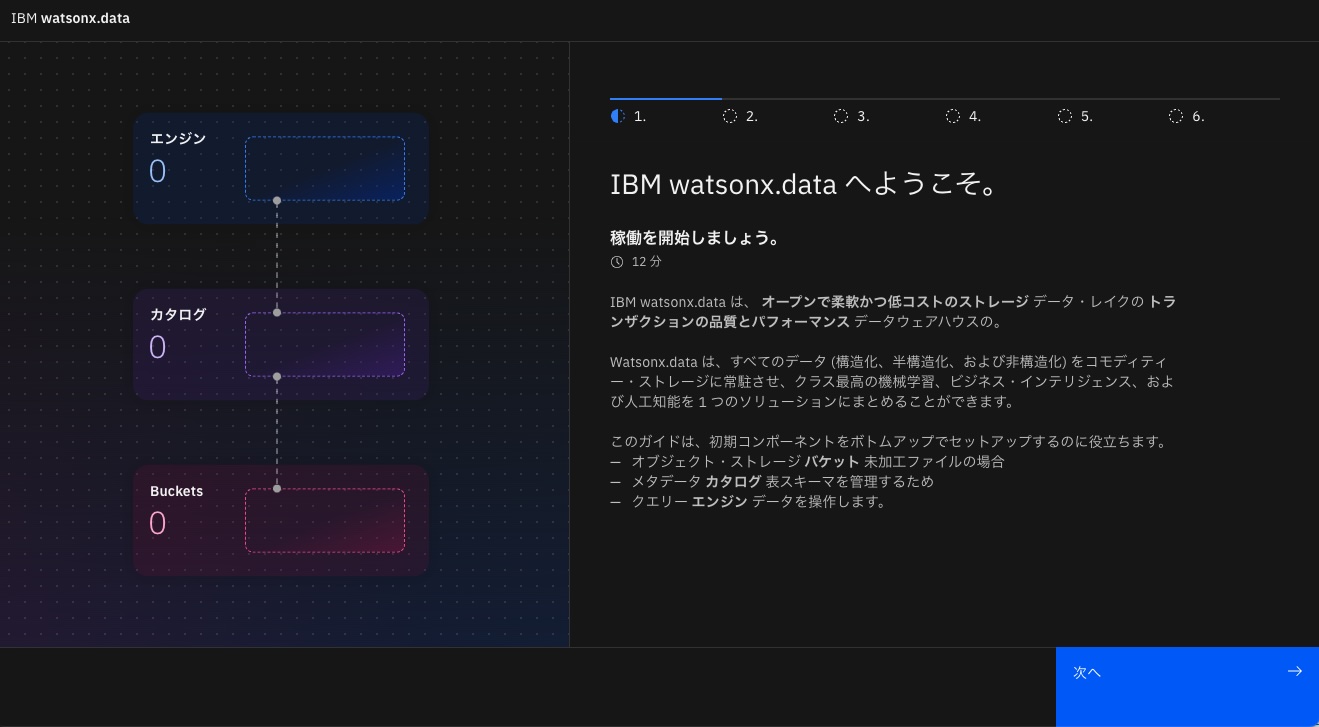 IBM watsonx.data
エンジン
0
カタログ
0
Buckets
0
1.
2.
3.
4.
5.
6.
IBM watsonx.data へようこそ。
稼働を開始しましょう。
12 分
IBM watsonx.data は、 オープンで柔軟かつ低コストのストレージ データ・レイクの トラ
ンザクションの品質とパフォーマンス データウェアハウスの。
Watsonx.data は、すべてのデータ (構造化、半構造化、および非構造化) をコモディティ
ー・ストレージに常駐させ、クラス最高の機械学習、ビジネス・インテリジェンス、およ
び人工知能を 1 つのソリューションにまとめることができます。
このガイドは、初期コンポーネントをボトムアップでセットアップするのに役立ちます。
– オブジェクト・ストレージ バケット 未加工ファイルの場合
– メタデータ カタログ 表スキーマを管理するため
– クエリー エンジン データを操作します。
次へ